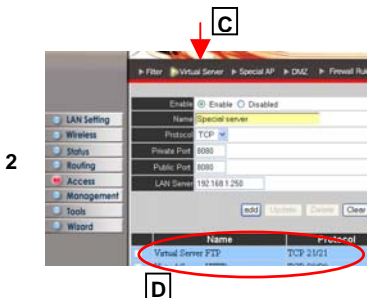 C
Filter Virtual Server Special AP DMZ Firewall Rul
Enable Enable Disabled
Name Special server
Protocol TCP
Private Port 8080
Public Port 8080
LAN Server 192.168.1.250
add Update Delete Clear
LAN Setting
Wireless
Status
Routing
Access
Management
Tools
Wizard
2
Name Protocol
Virtual Server FTP TCP 21/21
D